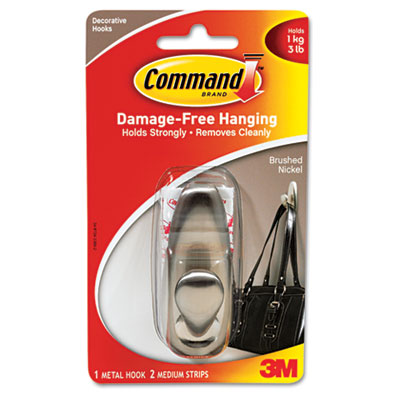 Decorative
Hooks
Holds
1 kg
3 lb
Command™
BRAND
Damage-Free Hanging
Holds Strongly • Removes Cleanly
Brushed
Nickel
1 METAL HOOK 2 MEDIUM STRIPS
3M